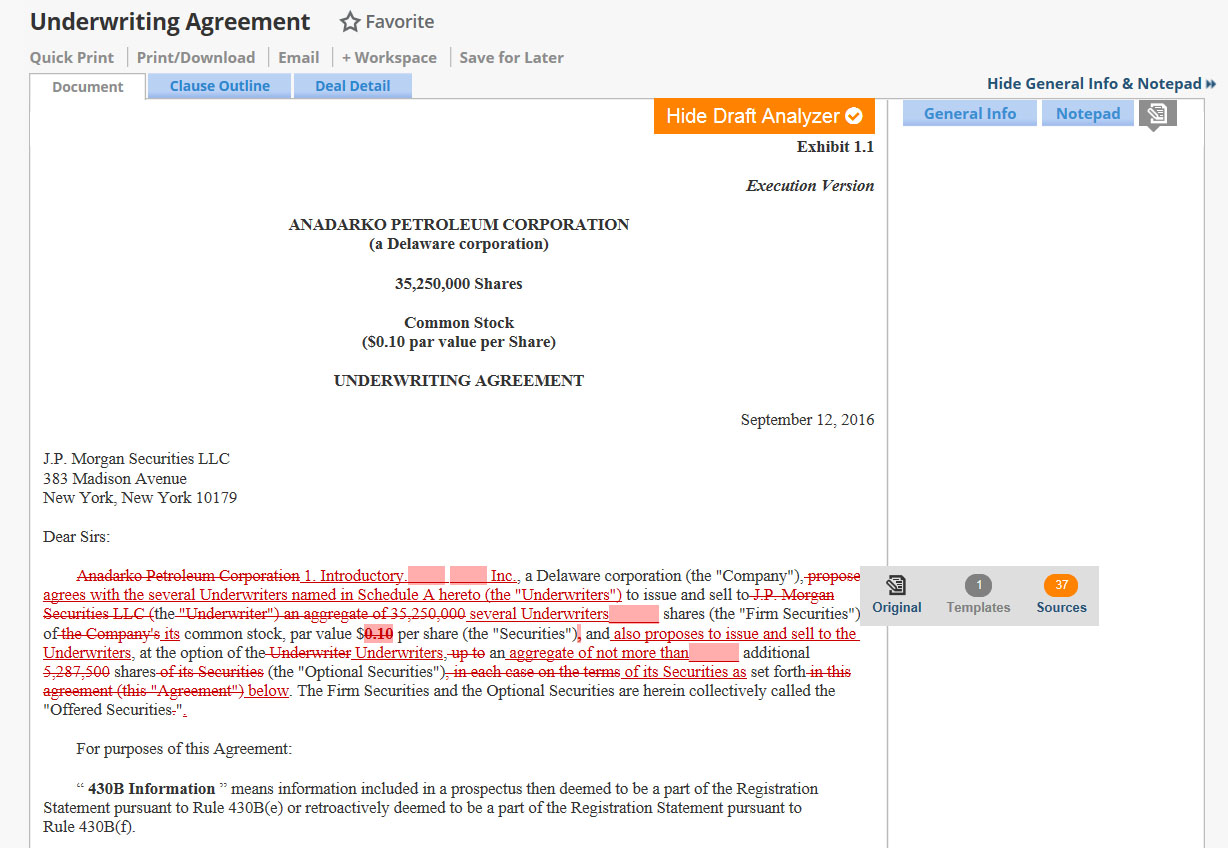 Underwriting Agreement Favorite
Quick Print Print/Download Email + Workspace Save for Later
Document Clause Outline Deal Detail
Hide General Info & Notepad
Hide Draft Analyzer
General Info Notepad
Exhibit 1.1
Execution Version
ANADARKO PETROLEUM CORPORATION
(a Delaware corporation)
35,250,000 Shares
Common Stock
($0.10 par value per Share)
UNDERWRITING AGREEMENT
September 12, 2016
J.P. Morgan Securities LLC
383 Madison Avenue
New York, New York 10179
Dear Sirs:
Anadarko Petroleum Corporation 1. Introductory. Inc., a Delaware corporation (the "Company"), propose
agrees with the several Underwriters named in Schedule A hereto (the "Underwriters") to issue and sell to J.P. Morgan
Securities LLC (the "Underwriter") an aggregate of 35,250,000 several Underwriters shares (the "Firm Securities")
of the Company's its common stock, par value $0.10 per share (the "Securities"), and also proposes to issue and sell to the
Underwriters, at the option of the Underwriter Underwriters, up to an aggregate of not more than additional
5,287,500 shares of its Securities (the "Optional Securities"), in each case on the terms of its Securities as set forth in this
agreement (this "Agreement") below. The Firm Securities and the Optional Securities are herein collectively called the
"Offered Securities.".
Original
1
Templates
37
Sources
For purposes of this Agreement:
“ 430B Information ” means information included in a prospectus then deemed to be a part of the Registration
Statement pursuant to Rule 430B(e) or retroactively deemed to be a part of the Registration Statement pursuant to
Rule 430B(f).